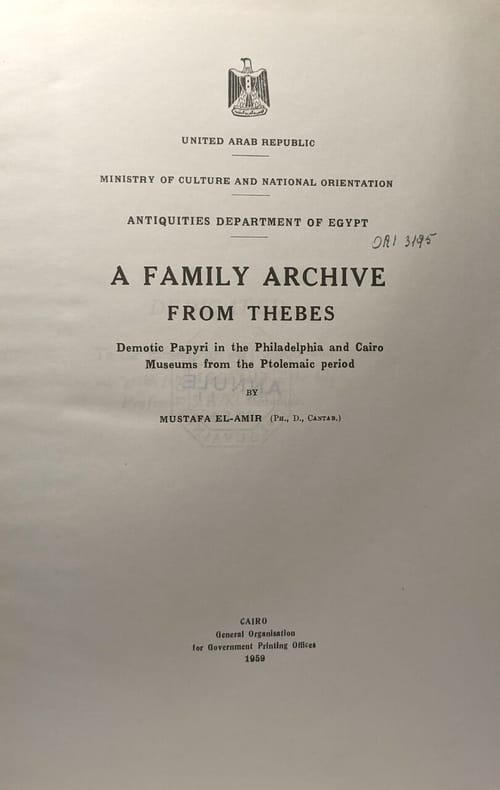 UNITED ARAB REPUBLIC
MINISTRY OF CULTURE AND NATIONAL ORIENTATION
ANTIQUITIES DEPARTMENT OF EGYPT
ORI 3195
A FAMILY ARCHIVE
FROM THEBES
Demotic Papyri in the Philadelphia and Cairo
Museums from the Ptolemaic period
ANNULE
BY
MUSTAFA EL-AMIR (PH., D., CANTAB.)
CAIRO
General Organisation
for Government Printing Offices
1959